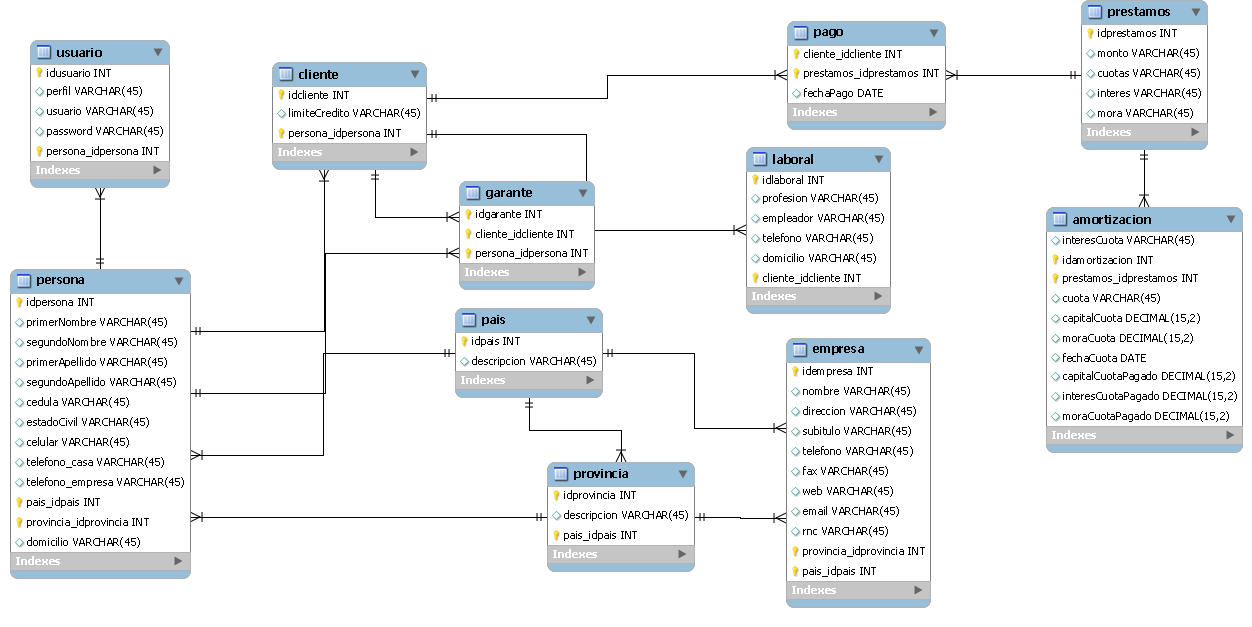 usuario
idusuario INT
perfil VARCHAR(45)
usuario VARCHAR(45)
password VARCHAR(45)
persona_idpersona INT
Indexes
cliente
idcliente INT
limiteCredito VARCHAR(45)
persona_idpersona INT
Indexes
pago
cliente_idcliente INT
prestamos_idprestamos INT
fechaPago DATE
Indexes
prestamos
idprestamos INT
monto VARCHAR(45)
cuotas VARCHAR(45)
interes VARCHAR(45)
mora VARCHAR(45)
Indexes
garante
idgarante INT
cliente_idcliente INT
persona_idpersona INT
Indexes
laboral
idlaboral INT
profesion VARCHAR(45)
empleador VARCHAR(45)
telefono VARCHAR(45)
domicilio VARCHAR(45)
cliente_idcliente INT
Indexes
amortizacion
interesCuota VARCHAR(45)
idamortizacion INT
prestamos_idprestamos INT
cuota VARCHAR(45)
capitalCuota DECIMAL(15,2)
moraCuota DECIMAL(15,2)
fechaCuota DATE
capitalCuotaPagado DECIMAL(15,2)
interesCuotaPagado DECIMAL(15,2)
moraCuotaPagado DECIMAL(15,2)
Indexes
persona
idpersona INT
primerNombre VARCHAR(45)
segundoNombre VARCHAR(45)
primerApellido VARCHAR(45)
segundoApellido VARCHAR(45)
cedula VARCHAR(45)
estadoCivil VARCHAR(45)
celular VARCHAR(45)
telefono_casa VARCHAR(45)
telefono_empresa VARCHAR(45)
pais_idpais INT
provincia_idprovincia INT
domicilio VARCHAR(45)
Indexes
pais
idpais INT
descripcion VARCHAR(45)
Indexes
provincia
idprovincia INT
descripcion VARCHAR(45)
pais_idpais INT
Indexes
empresa
idempresa INT
nombre VARCHAR(45)
direccion VARCHAR(45)
subitulo VARCHAR(45)
telefono VARCHAR(45)
fax VARCHAR(45)
web VARCHAR(45)
email VARCHAR(45)
rnc VARCHAR(45)
provincia_idprovincia INT
pais_idpais INT
Indexes